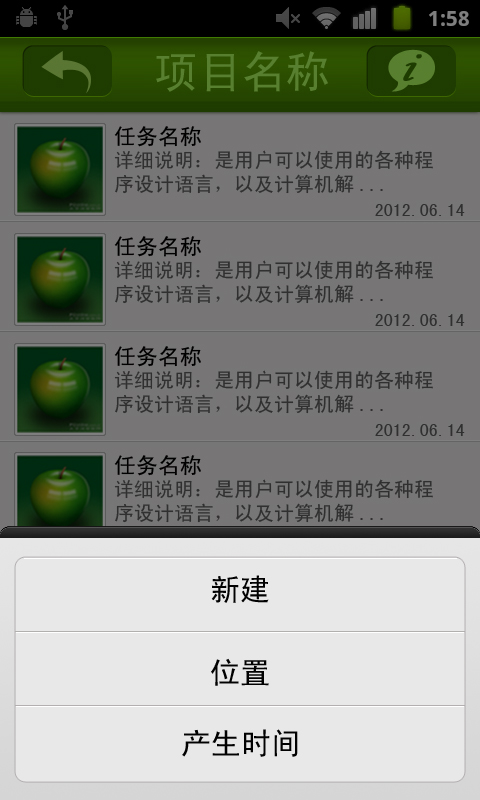 1:58
项目名称
任务名称
详细说明：是用户可以使用的各种程
序设计语言，以及计算机解...
2012.06.14
任务名称
详细说明：是用户可以使用的各种程
序设计语言，以及计算机解...
2012.06.14
任务名称
详细说明：是用户可以使用的各种程
序设计语言，以及计算机解...
2012.06.14
任务名称
详细说明：是用户可以使用的各种程
序设计语言，以及计算机解...
新建
位置
产生时间